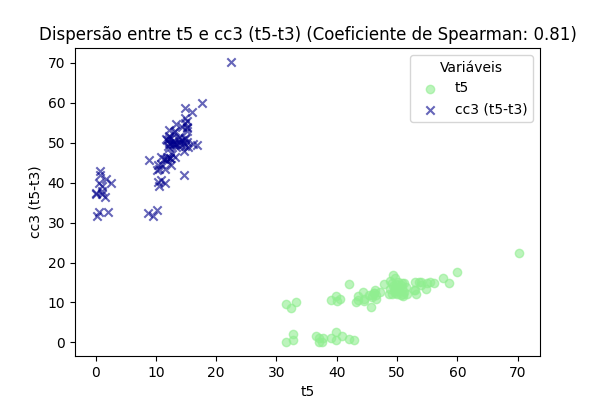 Dispersão entre t5 e cc3 (t5-t3) (Coeficiente de Spearman: 0.81)
Variáveis
t5
cc3 (t5-t3)
cc3 (t5-t3)
70
60
50
40
30
20
10
0
0 10 20 30 40 50 60 70
t5